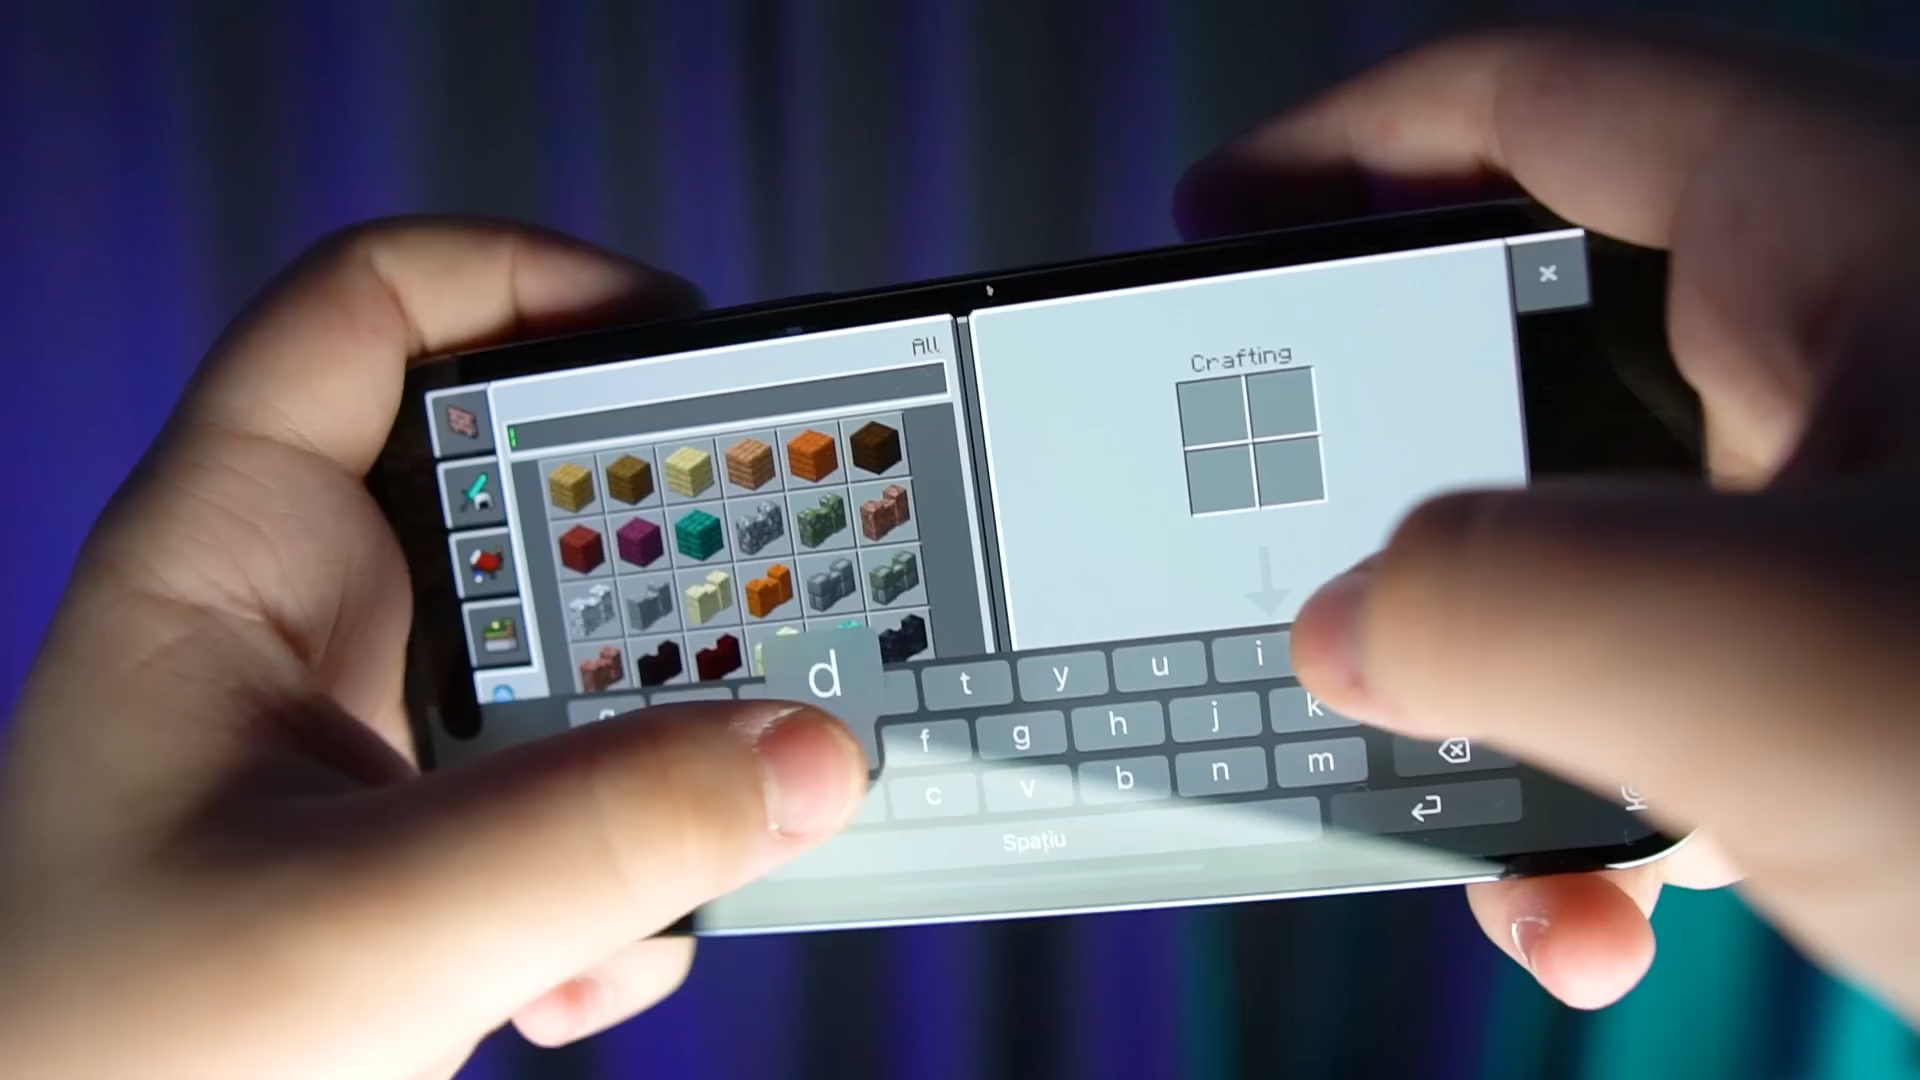 All
Crafting
d
t y u i
f g h j k
c v b n m
Spațiu